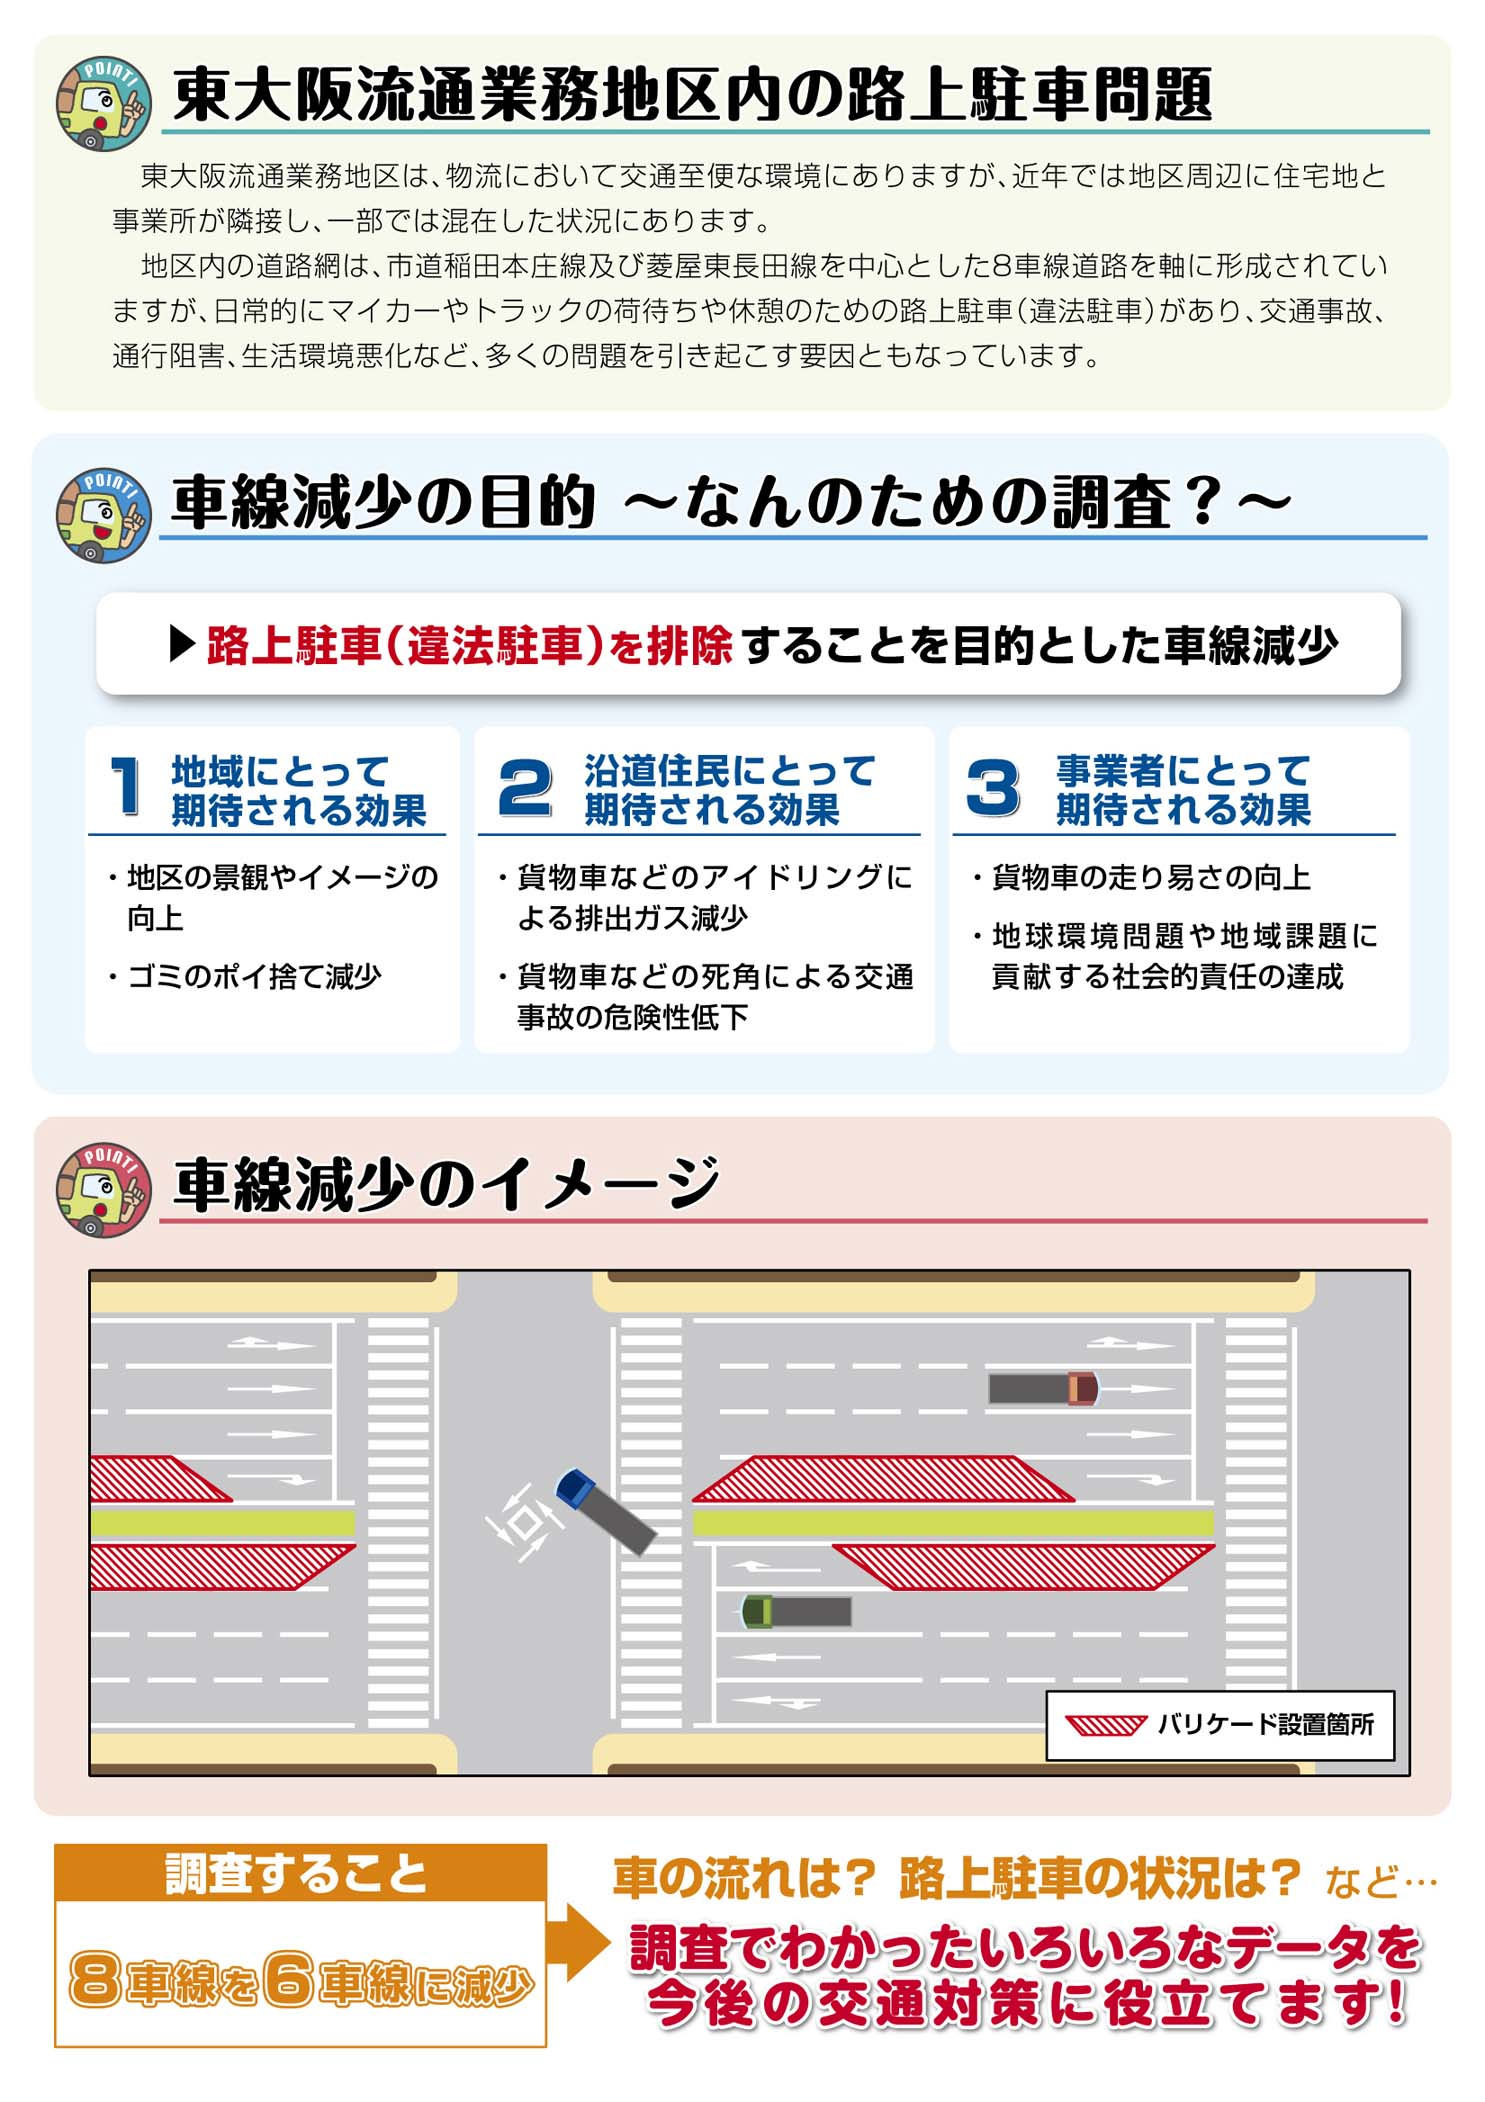 POINT!
東大阪流通業務地区内の路上駐車問題
東大阪流通業務地区は、物流において交通至便な環境にありますが、近年では地区周辺に住宅地と
事業所が隣接し、一部では混在した状況にあります。
地区内の道路網は、市道稲田本庄線及び菱屋東長田線を中心とした8車線道路を軸に形成されてい
ますが、日常的にマイカーやトラックの荷待ちや休憩のための路上駐車（違法駐車）があり、交通事故、
通行阻害、生活環境悪化など、多くの問題を引き起こす要因ともなっています。
POINT!
車線減少の目的 ～なんのための調査？～
▶路上駐車（違法駐車）を排除することを目的とした車線減少
1 地域にとって
期待される効果
・地区の景観やイメージの
向上
・ゴミのポイ捨て減少
2 沿道住民にとって
期待される効果
・貨物車などのアイドリングに
よる排出ガス減少
・貨物車などの死角による交通
事故の危険性低下
3 事業者にとって
期待される効果
・貨物車の走り易さの向上
・地球環境問題や地域課題に
貢献する社会的責任の達成
POINT!
車線減少のイメージ
バリケード設置箇所
調査すること
8車線を6車線に減少
車の流れは？ 路上駐車の状況は？ など…
調査でわかったいろいろなデータを
今後の交通対策に役立てます！